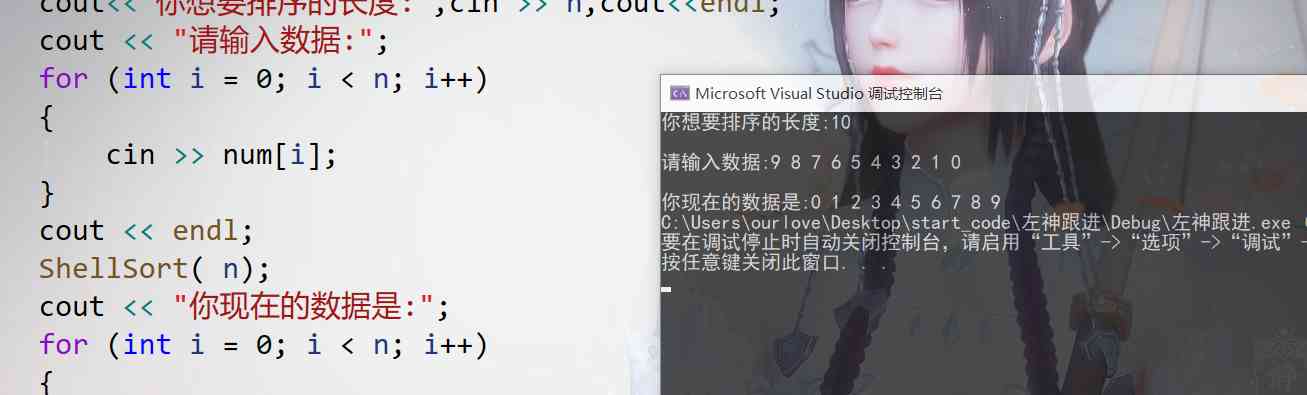 cout<<"你想要排序的长度:",cin >> n,cout<<endl;
cout << "请输入数据:";
for (int i = 0; i < n; i++)
{
cin >> num[i];
}
cout << endl;
ShellSort( n);
cout << "你现在的数据是:";
for (int i = 0; i < n; i++)
{
Microsoft Visual Studio 调试控制台
你想要排序的长度:10
请输入数据:9 8 7 6 5 4 3 2 1 0
你现在的数据是:0 1 2 3 4 5 6 7 8 9
C:\Users\ourlove\Desktop\start_code\左神跟进\Debug\左神跟进.exe
要在调试停止时自动关闭控制台，请启用“工具”->“选项”->“调试”-
按任意键关闭此窗口. . .